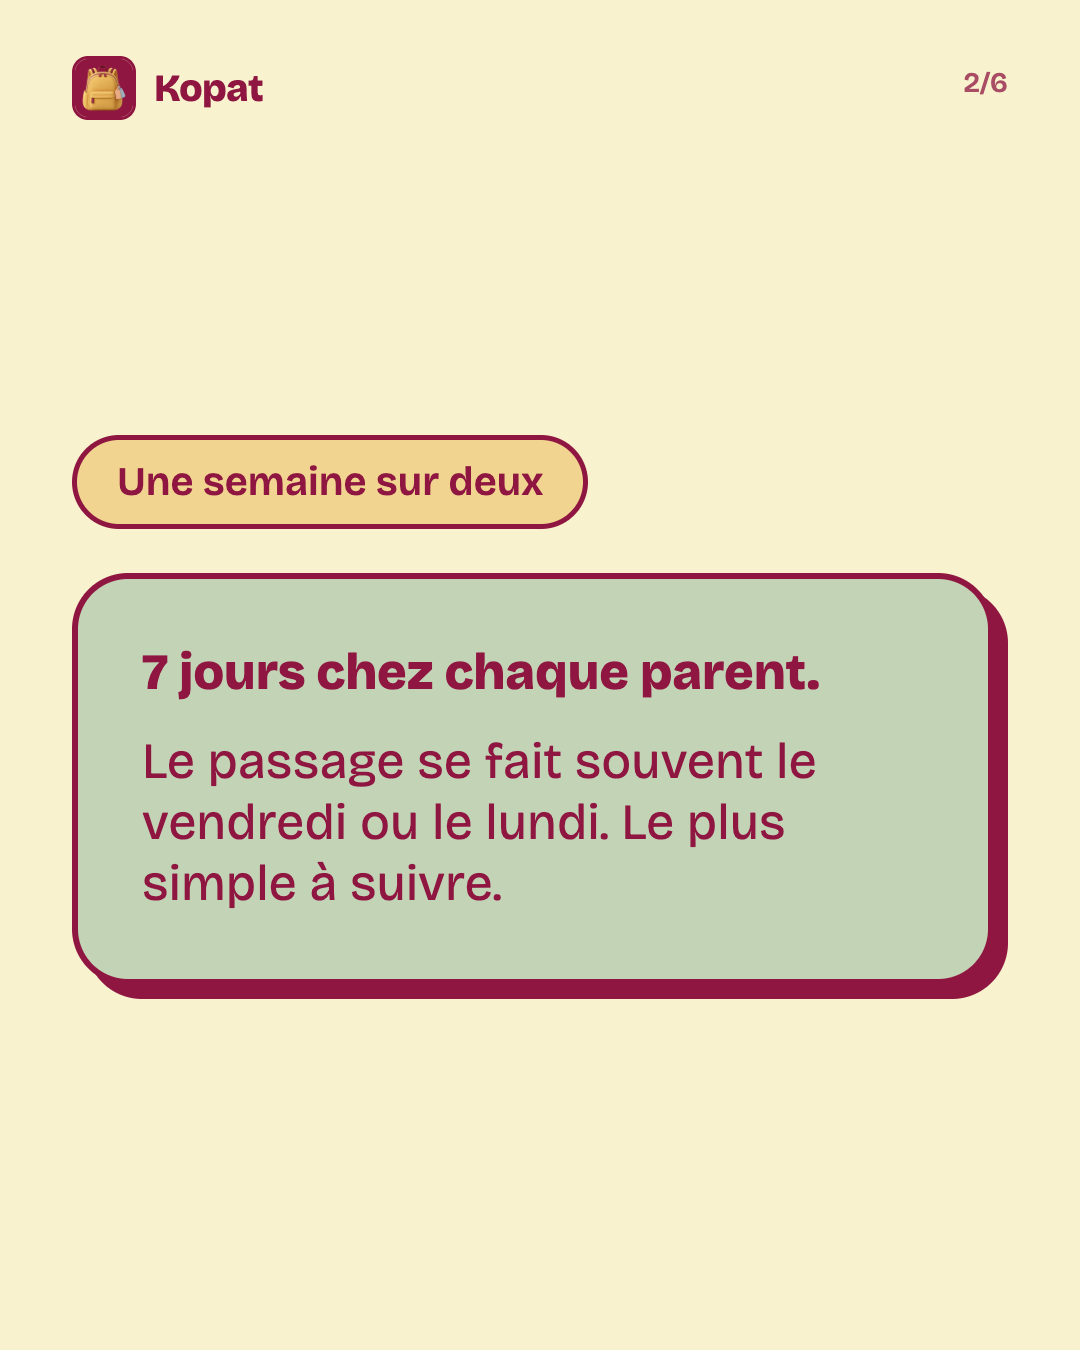 Kopat
2/6
Une semaine sur deux
7 jours chez chaque parent.
Le passage se fait souvent le
vendredi ou le lundi. Le plus
simple à suivre.